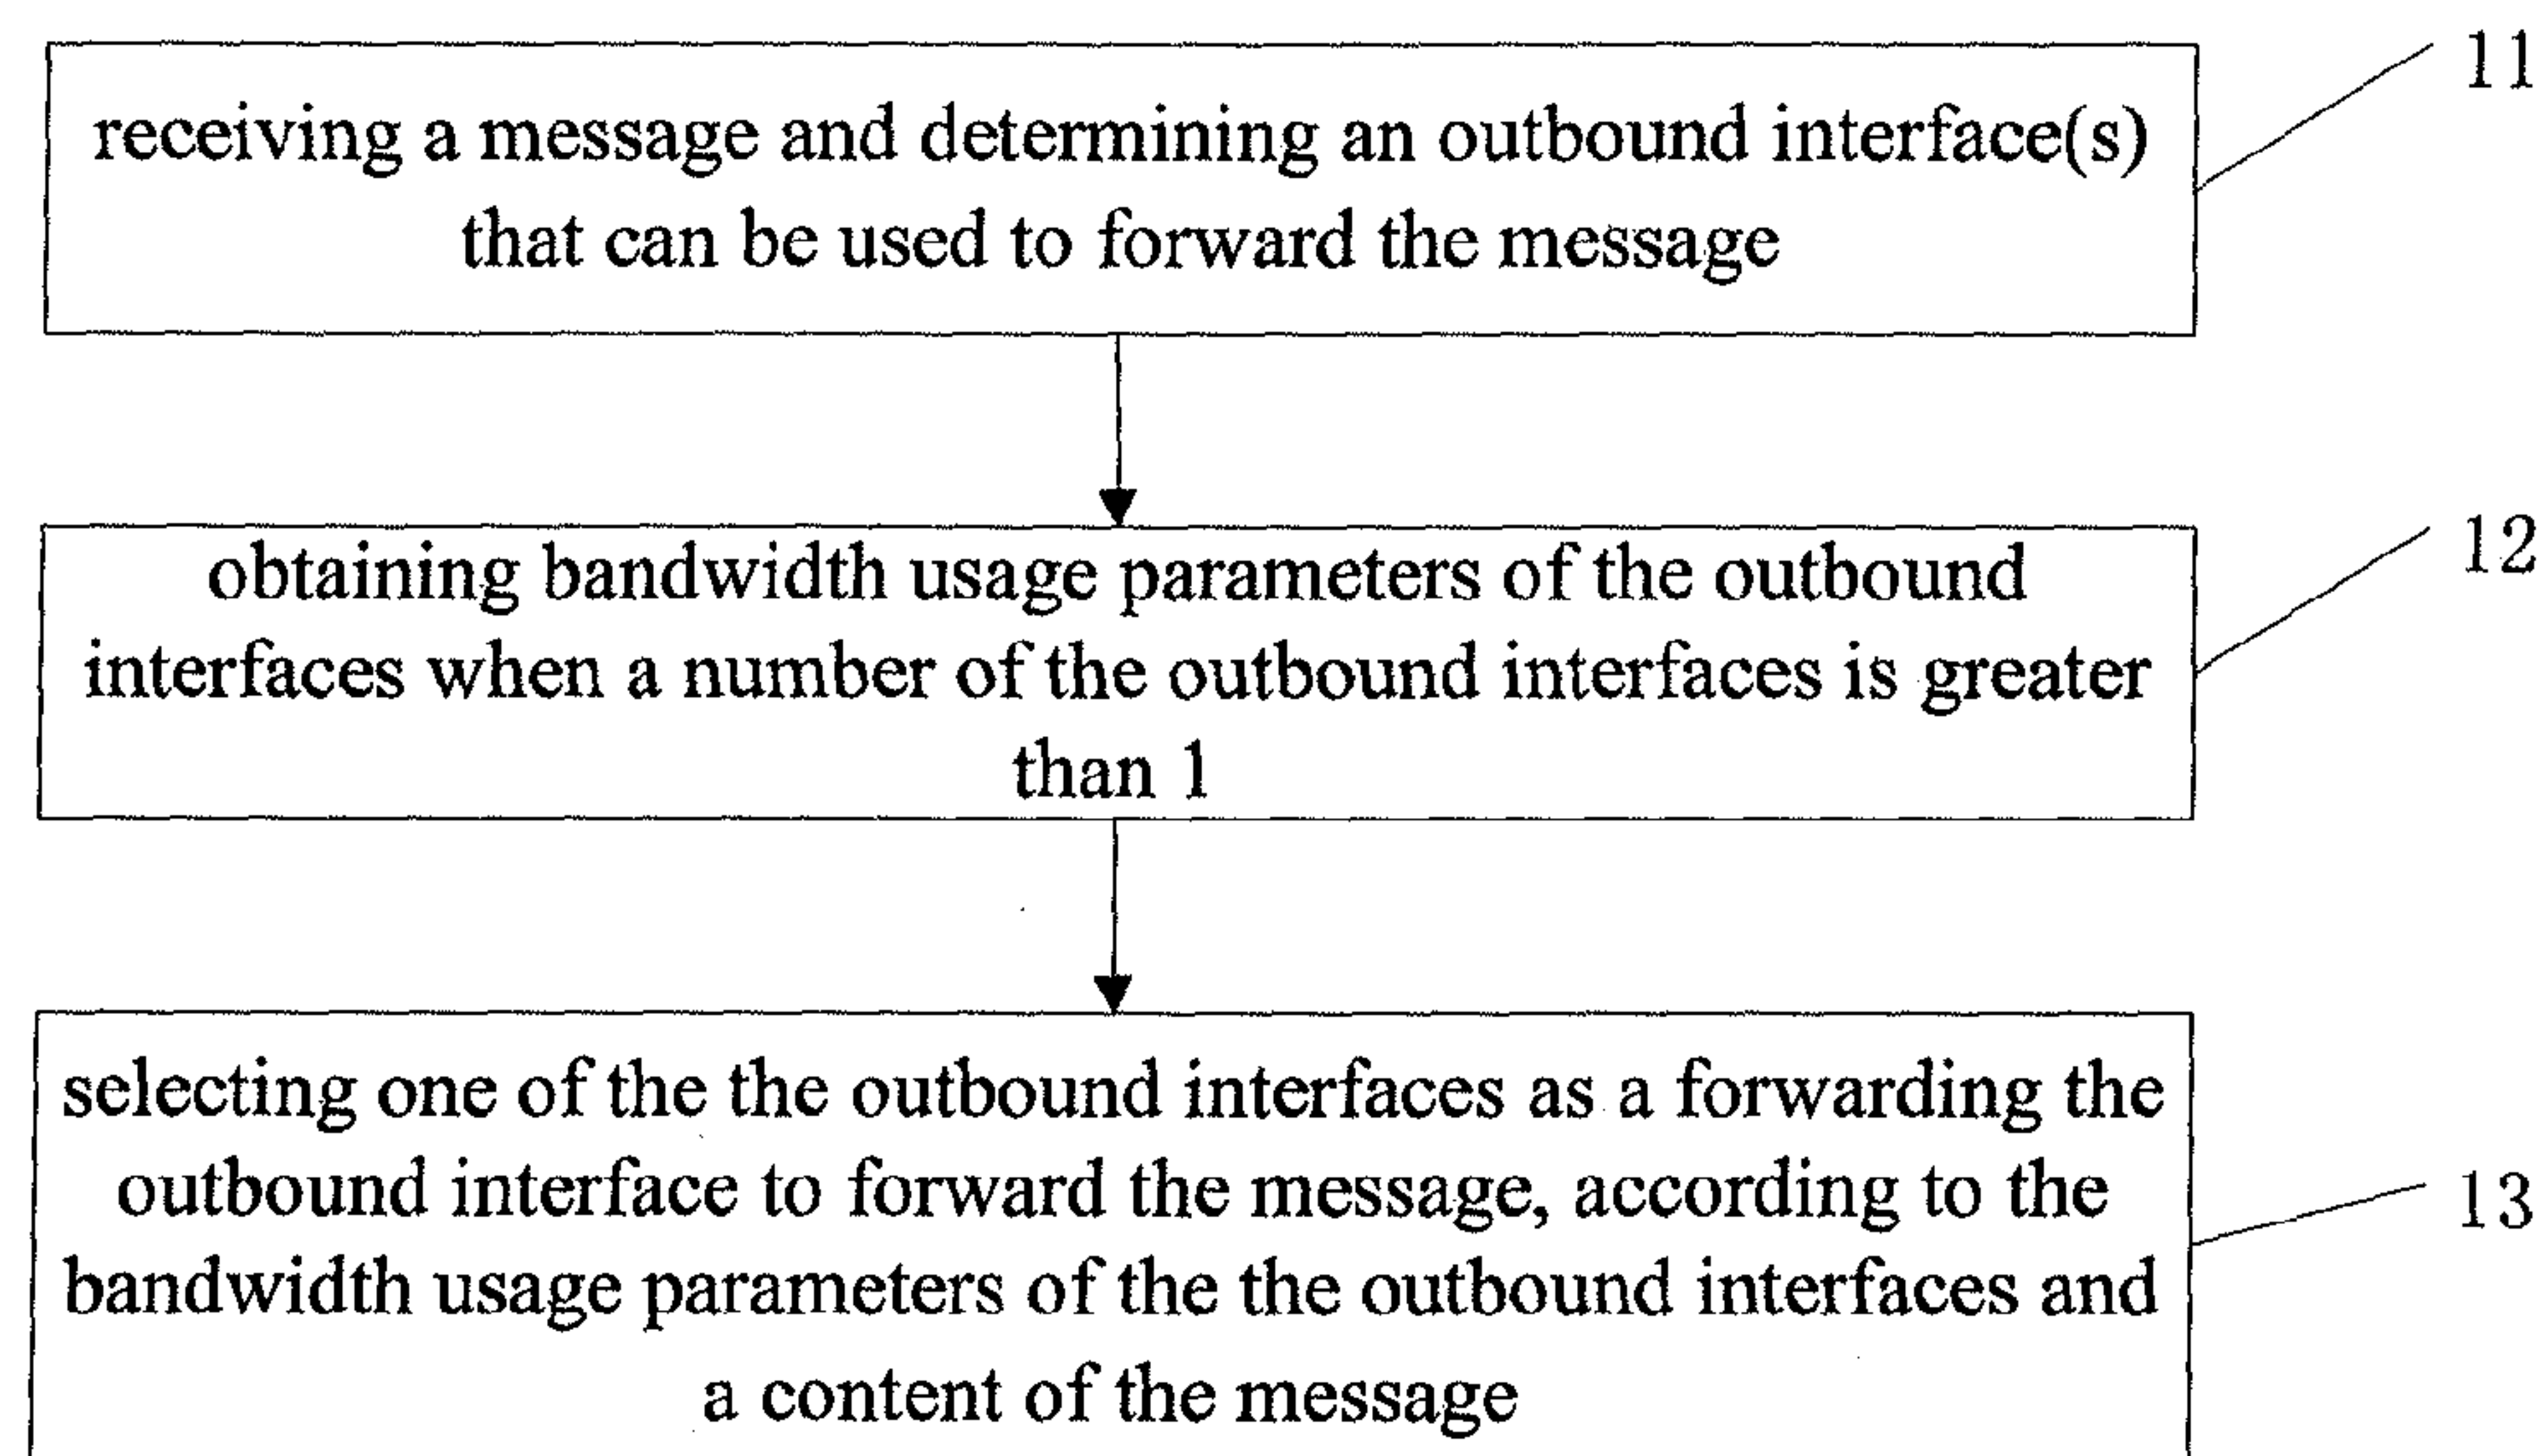 receiving a message and determining an outbound interface(s)
that can be used to forward the message
11
obtaining bandwidth usage parameters of the outbound
interfaces when a number of the outbound interfaces is greater
than 1
12
selecting one of the the outbound interfaces as a forwarding the
outbound interface to forward the message, according to the
bandwidth usage parameters of the the outbound interfaces and
a content of the message
13